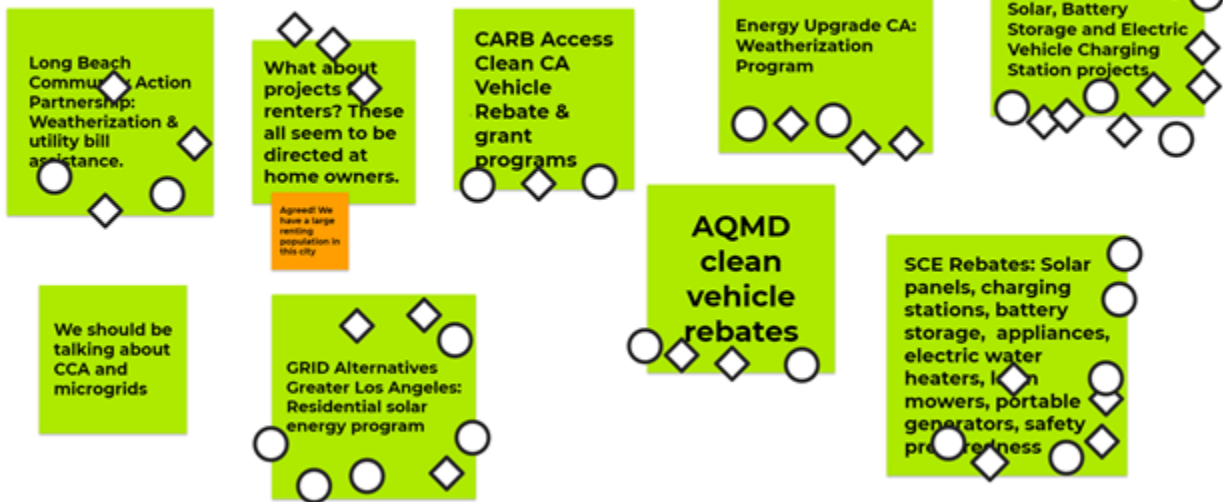 Long Beach
Community Action
Partnership:
Weatherization &
utility bill
assistance.
What about
projects
renters? These
all seem to be
directed at
home owners.
Agreed! We
have a large
renting
population in
this city
CARB Access
Clean CA
Vehicle
Rebate &
grant
programs
Energy Upgrade CA:
Weatherization
Program
Solar, Battery
Storage and Electric
Vehicle Charging
Station projects
AQMD
clean
vehicle
rebates
SCE Rebates: Solar
panels, charging
stations, battery
storage, appliances,
electric water
heaters, lawn
mowers, portable
generators, safety
preparedness
We should be
talking about
CCA and
microgrids
GRID Alternatives
Greater Los Angeles:
Residential solar
energy program